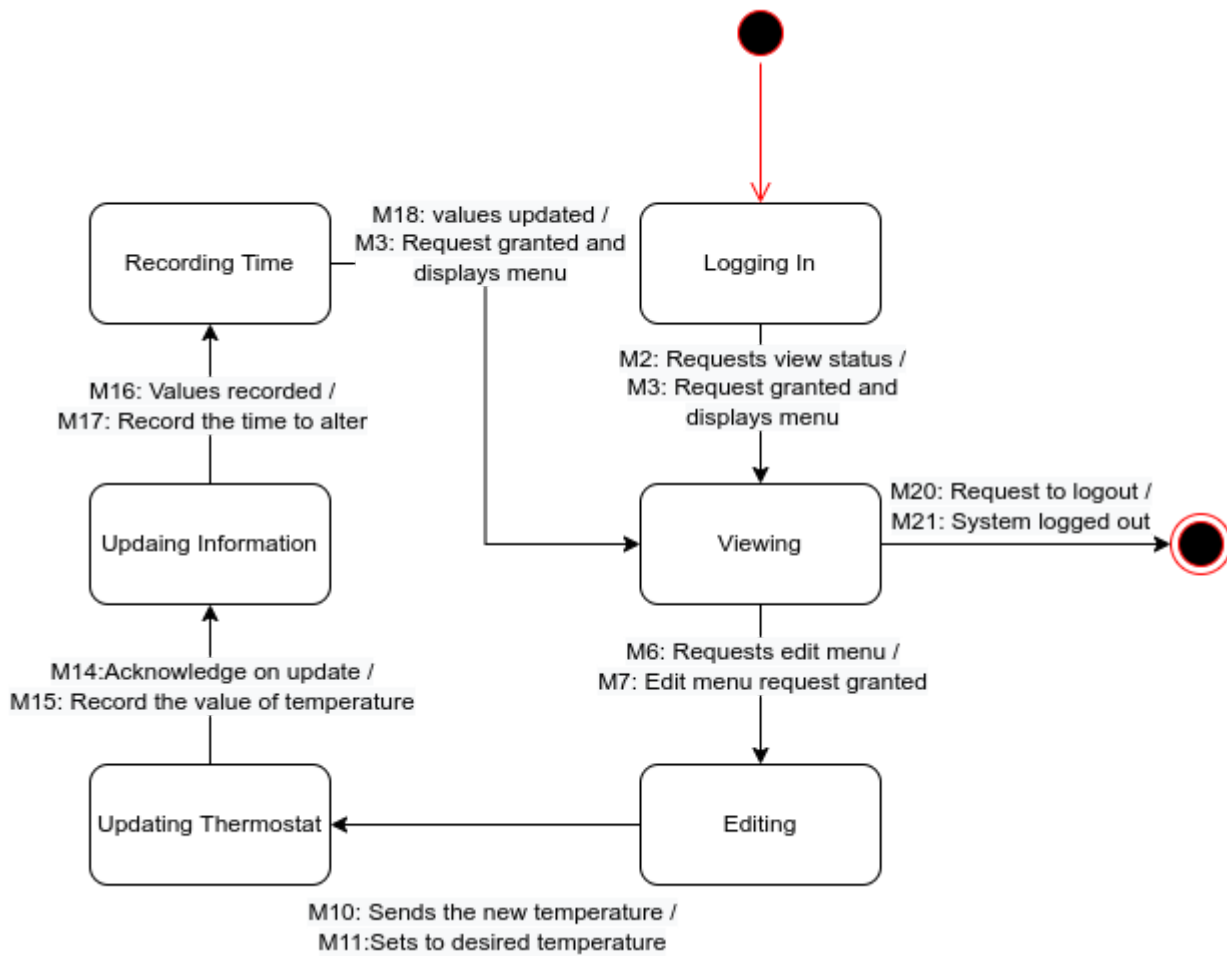 M18: values updated /
M3: Request granted and
displays menu
Recording Time
Logging In
M2: Requests view status /
M3: Request granted and
displays menu
M16: Values recorded /
M17: Record the time to alter
M20: Request to logout /
M21: System logged out
Updaing Information
Viewing
M6: Requests edit menu /
M7: Edit menu request granted
M14:Acknowledge on update /
M15: Record the value of temperature
Updating Thermostat
Editing
M10: Sends the new temperature /
M11:Sets to desired temperature